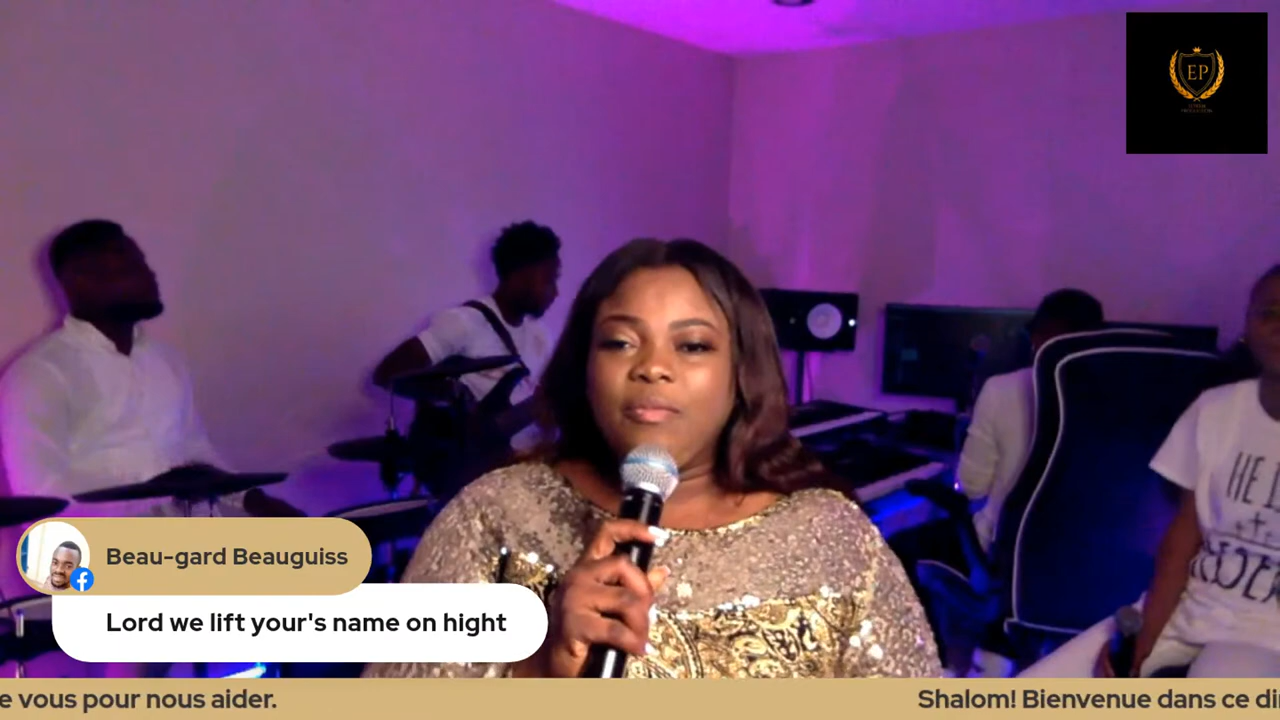 EP
Beau-gard Beauguiss
Lord we lift your's name on hight
HE I
e vous pour nous aider.
Shalom! Bienvenue dans ce di